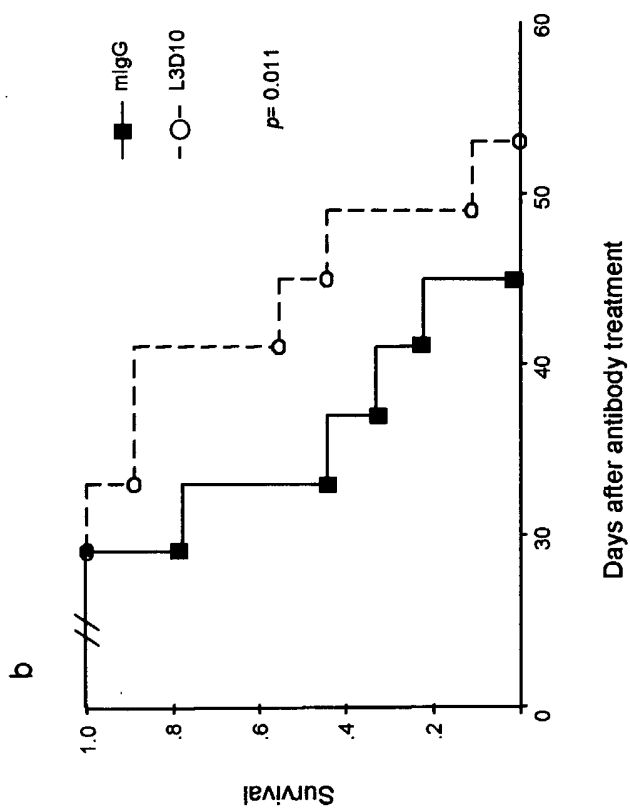 b
mIgG
L3D10
p= 0.011
Survival
1.0
.8
.6
.4
.2
0
30
40
50
60
Days after antibody treatment